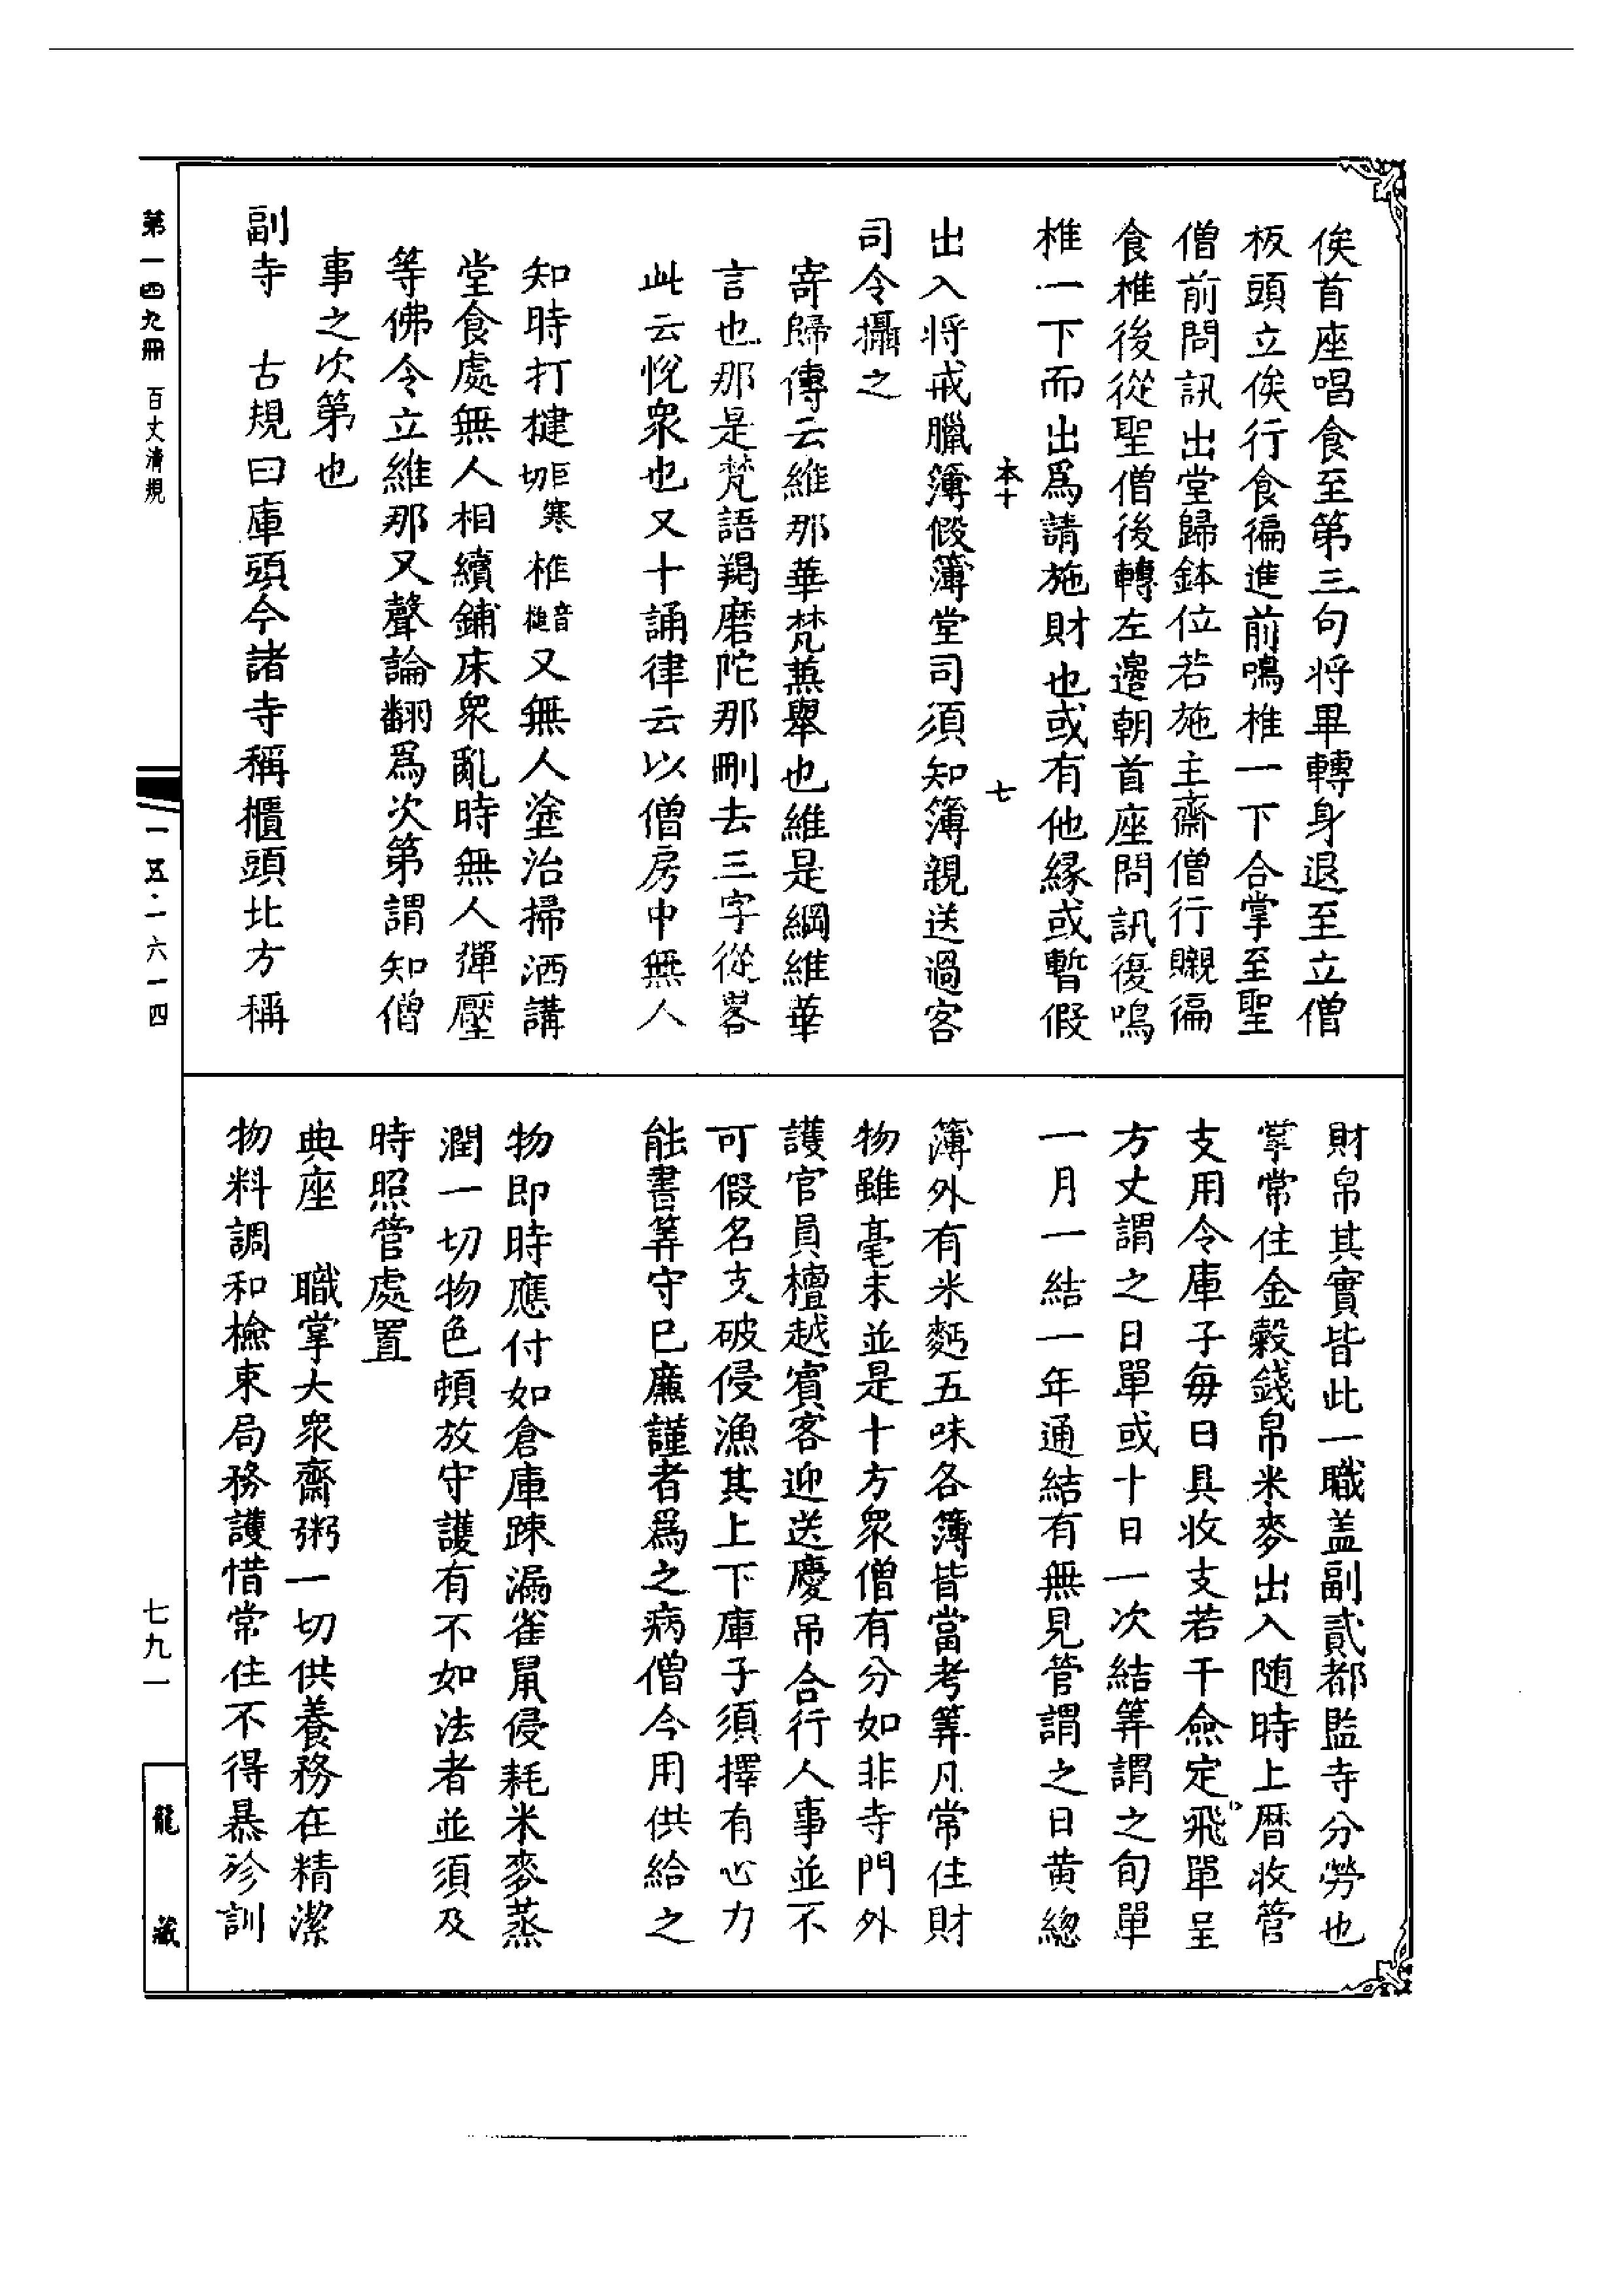 俟首座唱食至第三句将畢轉身退至立僧
板頭立俟行食徧進前鳴椎一下合掌至聖
僧前問訊出堂歸鉢位若施主齋僧行嚫徧
食椎後從聖僧後轉左邊朝首座問訊復鳴
椎一下而出爲請施財也或有他縁或暫假
本十 七
出入将戒臘簿假簿堂司須知簿親送過客
司令攝之
寄歸傳云維那華梵兼舉也維是綱維華
言也那是梵語羯磨陀那刪去三字從畧
此云悅衆也又十誦律云以僧房中無人
知時打揵巨寒切椎音槌又無人塗治掃洒講
堂食處無人相續鋪床衆亂時無人彈壓
等佛令立維那又聲論翻爲次第謂知僧
事之次第也
副寺 古規曰庫頭今諸寺稱櫃頭北方稱
財帛其實皆此一職盖副貳都監寺分勞也
掌常住金榖錢帛米麥出入随時上曆收管
支用令庫子每日具收支若干僉定飛單呈
方丈謂之日單或十日一次結筭謂之旬單
一月一結一年通結有無見管謂之日黄總
簿外有米麪五味各簿皆當考筭凡常住財
物雖毫末並是十方衆僧有分如非寺門外
護官員檀越賓客迎送慶吊合行人事並不
可假名支破侵漁其上下庫子須擇有心力
能書筭守己廉謹者爲之病僧合用供給之
物即時應付如倉庫踈漏雀鼠侵耗米麥蒸
潤一切物色頓放守護有不如法者並須及
時照管處置
典座 職掌大衆齋粥一切供養務在精潔
物料調和檢束局務護惜常住不得暴殄訓
第一四九冊 百丈清規
一五·一六一四
七九一
龍藏